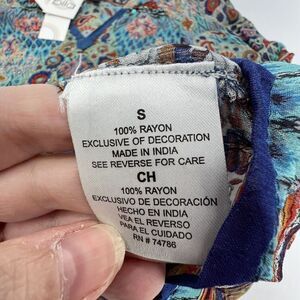 S
100% RAYON
EXCLUSIVE OF DECORATION
MADE IN INDIA
SEE REVERSE FOR CARE
CH
100% RAYON
EXCLUSIVO DE DECORACIÓN
HECHO EN INDIA
VEA EL REVERSO
PARA EL CUIDADO
RN # 74786